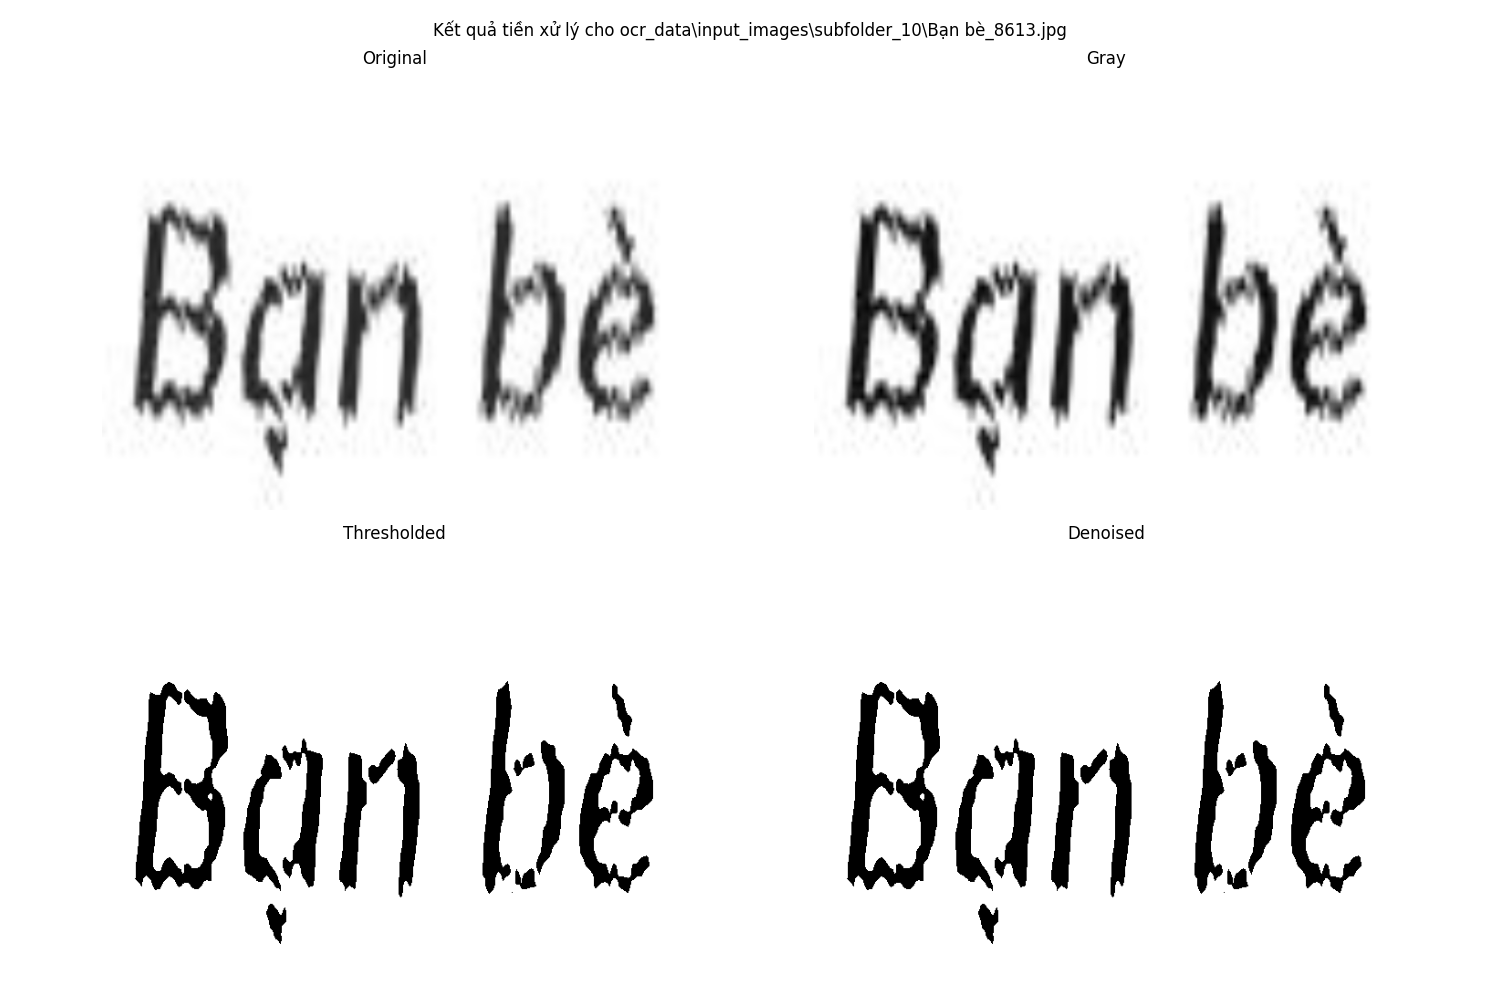 Kết quả tiền xử lý cho ocr_data\input_images\subfolder_10\Bạn bè_8613.jpg
Original
Gray
Bạn bè
Bạn bè
Thresholded
Denoised
Bạn bè
Bạn bè